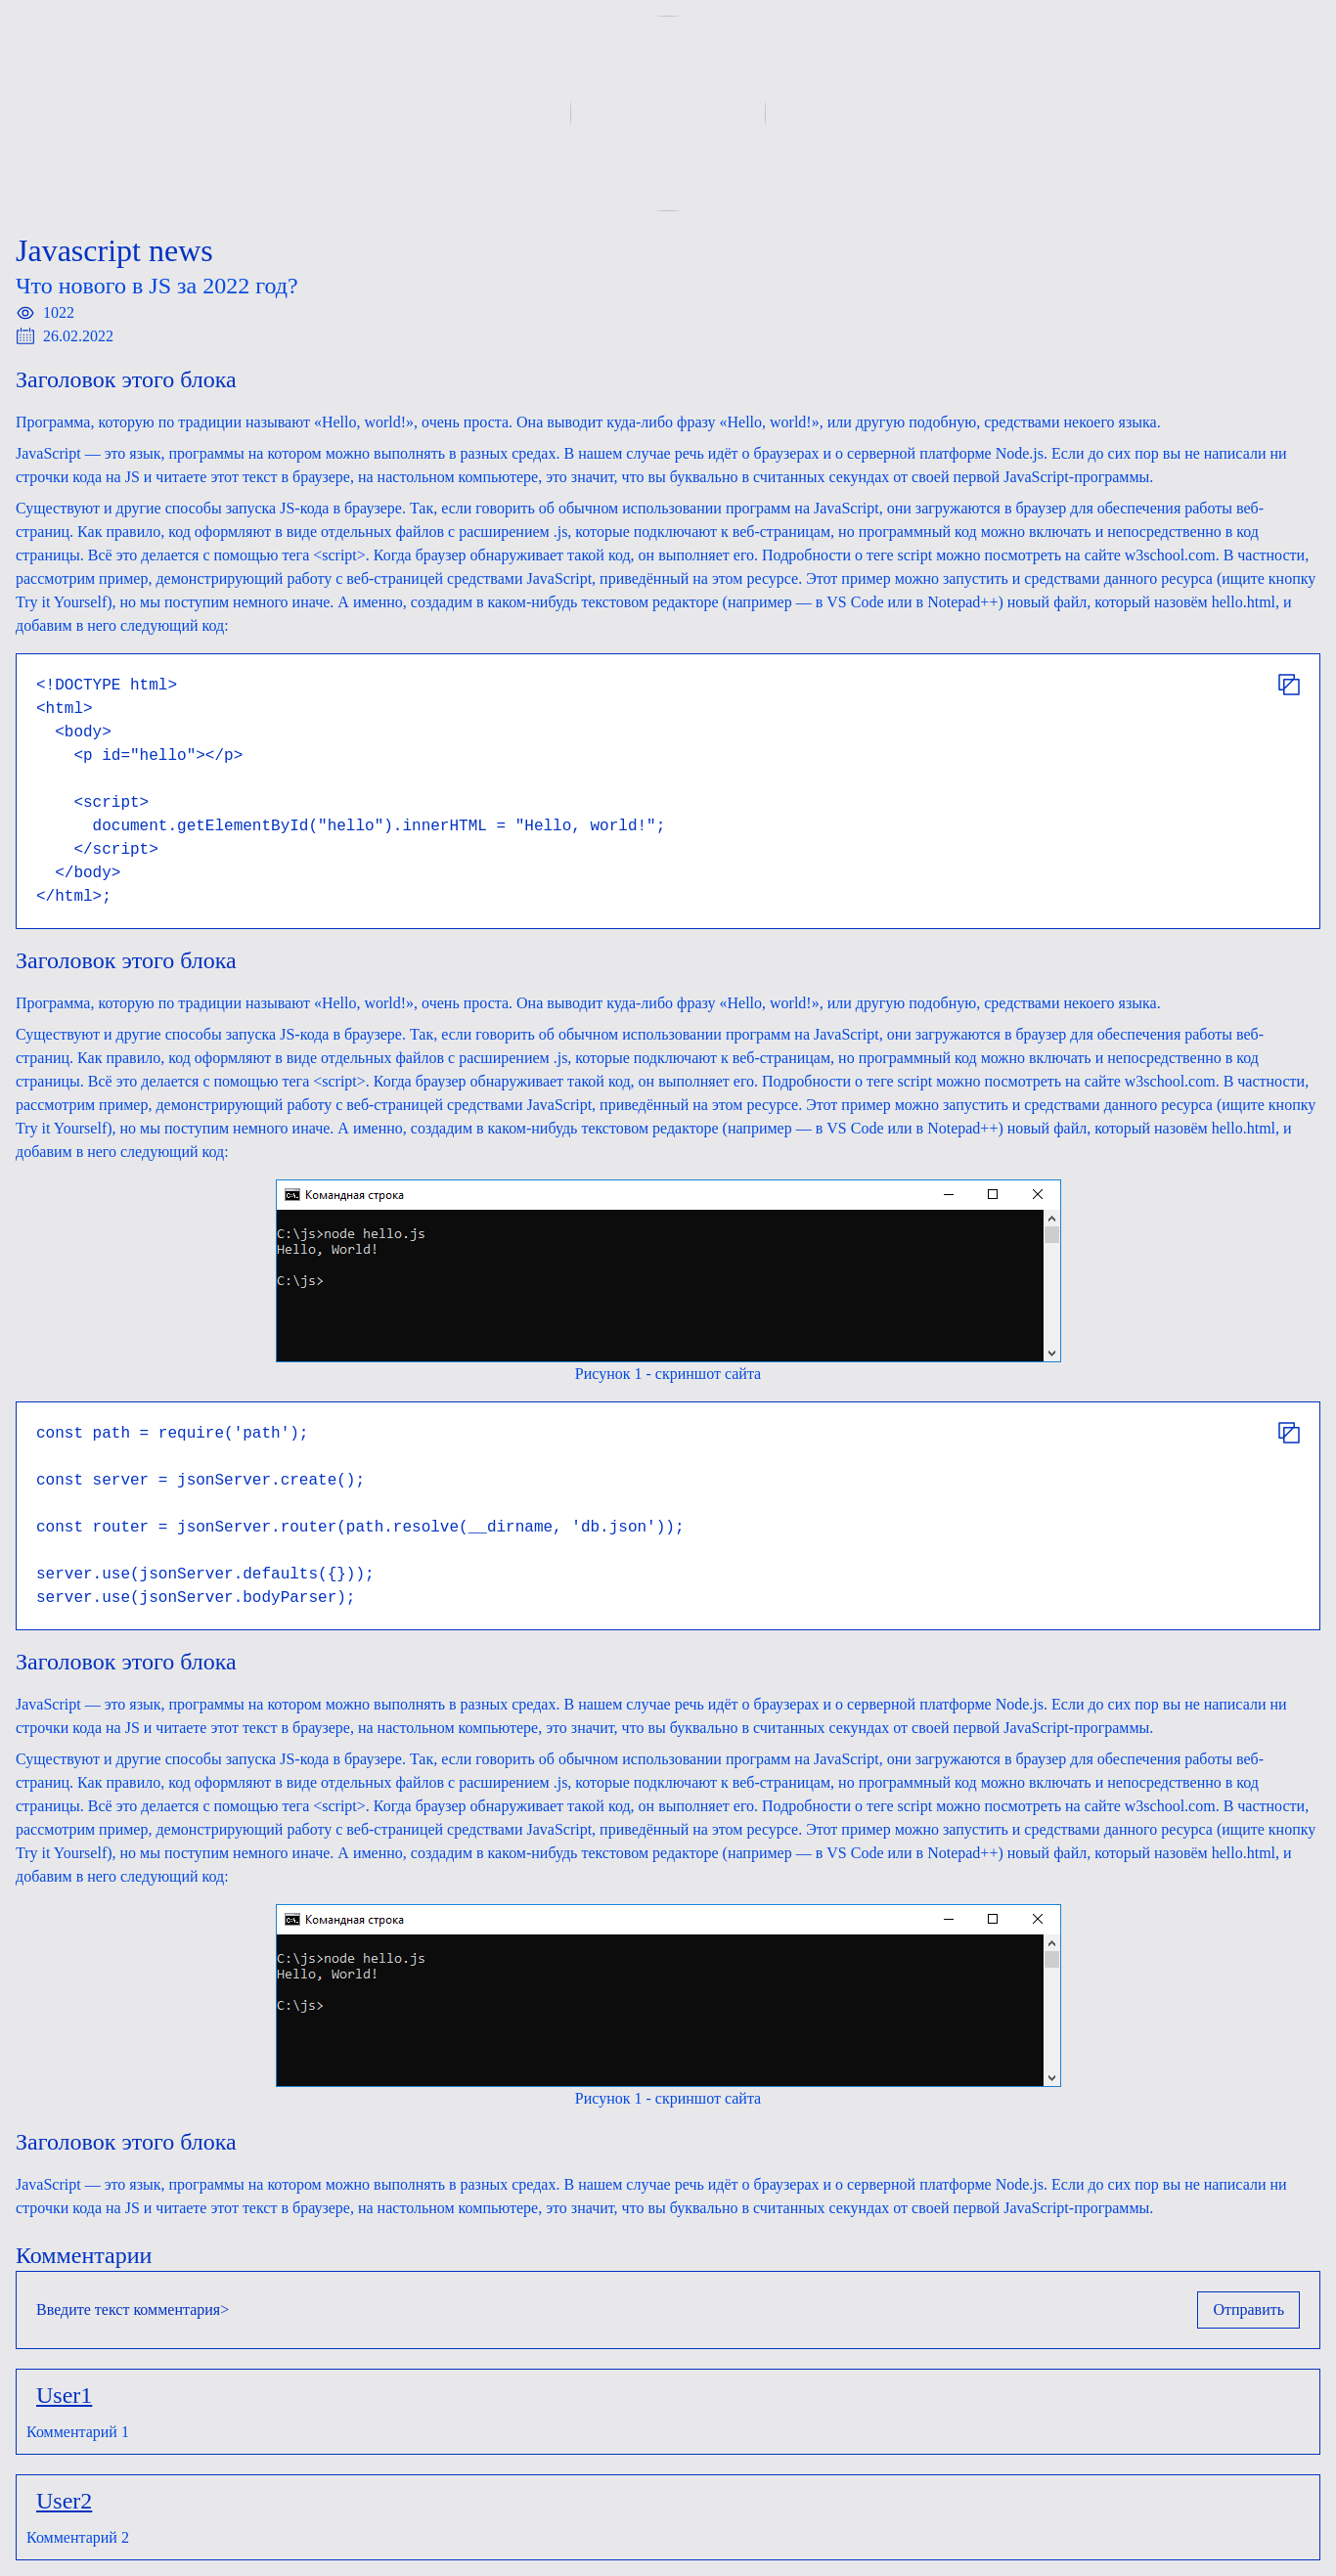 Javascript news
Что нового в JS за 2022 год?
1022
26.02.2022
Заголовок этого блока
Программа, которую по традиции называют «Hello, world!», очень проста. Она выводит куда-либо фразу «Hello, world!», или другую подобную, средствами некоего языка.
JavaScript — это язык, программы на котором можно выполнять в разных средах. В нашем случае речь идёт о браузерах и о серверной платформе Node.js. Если до сих пор вы не написали ни
строчки кода на JS и читаете этот текст в браузере, на настольном компьютере, это значит, что вы буквально в считанных секундах от своей первой JavaScript-программы.
Существуют и другие способы запуска JS-кода в браузере. Так, если говорить об обычном использовании программ на JavaScript, они загружаются в браузер для обеспечения работы веб-
страниц. Как правило, код оформляют в виде отдельных файлов с расширением .js, которые подключают к веб-страницам, но программный код можно включать и непосредственно в код
страницы. Всё это делается с помощью тега <script>. Когда браузер обнаруживает такой код, он выполняет его. Подробности о теге script можно посмотреть на сайте w3school.com. В частности,
рассмотрим пример, демонстрирующий работу с веб-страницей средствами JavaScript, приведённый на этом ресурсе. Этот пример можно запустить и средствами данного ресурса (ищите кнопку
Try it Yourself), но мы поступим немного иначе. А именно, создадим в каком-нибудь текстовом редакторе (например — в VS Code или в Notepad++) новый файл, который назовём hello.html, и
добавим в него следующий код:
<!DOCTYPE html>
<html>
  <body>
    <p id="hello"></p>
    <script>
      document.getElementById("hello").innerHTML = "Hello, world!";
    </script>
  </body>
</html>;
Заголовок этого блока
Программа, которую по традиции называют «Hello, world!», очень проста. Она выводит куда-либо фразу «Hello, world!», или другую подобную, средствами некоего языка.
Существуют и другие способы запуска JS-кода в браузере. Так, если говорить об обычном использовании программ на JavaScript, они загружаются в браузер для обеспечения работы веб-
страниц. Как правило, код оформляют в виде отдельных файлов с расширением .js, которые подключают к веб-страницам, но программный код можно включать и непосредственно в код
страницы. Всё это делается с помощью тега <script>. Когда браузер обнаруживает такой код, он выполняет его. Подробности о теге script можно посмотреть на сайте w3school.com. В частности,
рассмотрим пример, демонстрирующий работу с веб-страницей средствами JavaScript, приведённый на этом ресурсе. Этот пример можно запустить и средствами данного ресурса (ищите кнопку
Try it Yourself), но мы поступим немного иначе. А именно, создадим в каком-нибудь текстовом редакторе (например — в VS Code или в Notepad++) новый файл, который назовём hello.html, и
добавим в него следующий код:
Командная строка
C:\js>node hello.js
Hello, World!
C:\js>
Рисунок 1 - скриншот сайта
const path = require('path');
const server = jsonServer.create();
const router = jsonServer.router(path.resolve(__dirname, 'db.json'));
server.use(jsonServer.defaults({}));
server.use(jsonServer.bodyParser);
Заголовок этого блока
JavaScript — это язык, программы на котором можно выполнять в разных средах. В нашем случае речь идёт о браузерах и о серверной платформе Node.js. Если до сих пор вы не написали ни
строчки кода на JS и читаете этот текст в браузере, на настольном компьютере, это значит, что вы буквально в считанных секундах от своей первой JavaScript-программы.
Существуют и другие способы запуска JS-кода в браузере. Так, если говорить об обычном использовании программ на JavaScript, они загружаются в браузер для обеспечения работы веб-
страниц. Как правило, код оформляют в виде отдельных файлов с расширением .js, которые подключают к веб-страницам, но программный код можно включать и непосредственно в код
страницы. Всё это делается с помощью тега <script>. Когда браузер обнаруживает такой код, он выполняет его. Подробности о теге script можно посмотреть на сайте w3school.com. В частности,
рассмотрим пример, демонстрирующий работу с веб-страницей средствами JavaScript, приведённый на этом ресурсе. Этот пример можно запустить и средствами данного ресурса (ищите кнопку
Try it Yourself), но мы поступим немного иначе. А именно, создадим в каком-нибудь текстовом редакторе (например — в VS Code или в Notepad++) новый файл, который назовём hello.html, и
добавим в него следующий код:
Командная строка
C:\js>node hello.js
Hello, World!
C:\js>
Рисунок 1 - скриншот сайта
Заголовок этого блока
JavaScript — это язык, программы на котором можно выполнять в разных средах. В нашем случае речь идёт о браузерах и о серверной платформе Node.js. Если до сих пор вы не написали ни
строчки кода на JS и читаете этот текст в браузере, на настольном компьютере, это значит, что вы буквально в считанных секундах от своей первой JavaScript-программы.
Комментарии
Введите текст комментария> Отправить
User1
Комментарий 1
User2
Комментарий 2